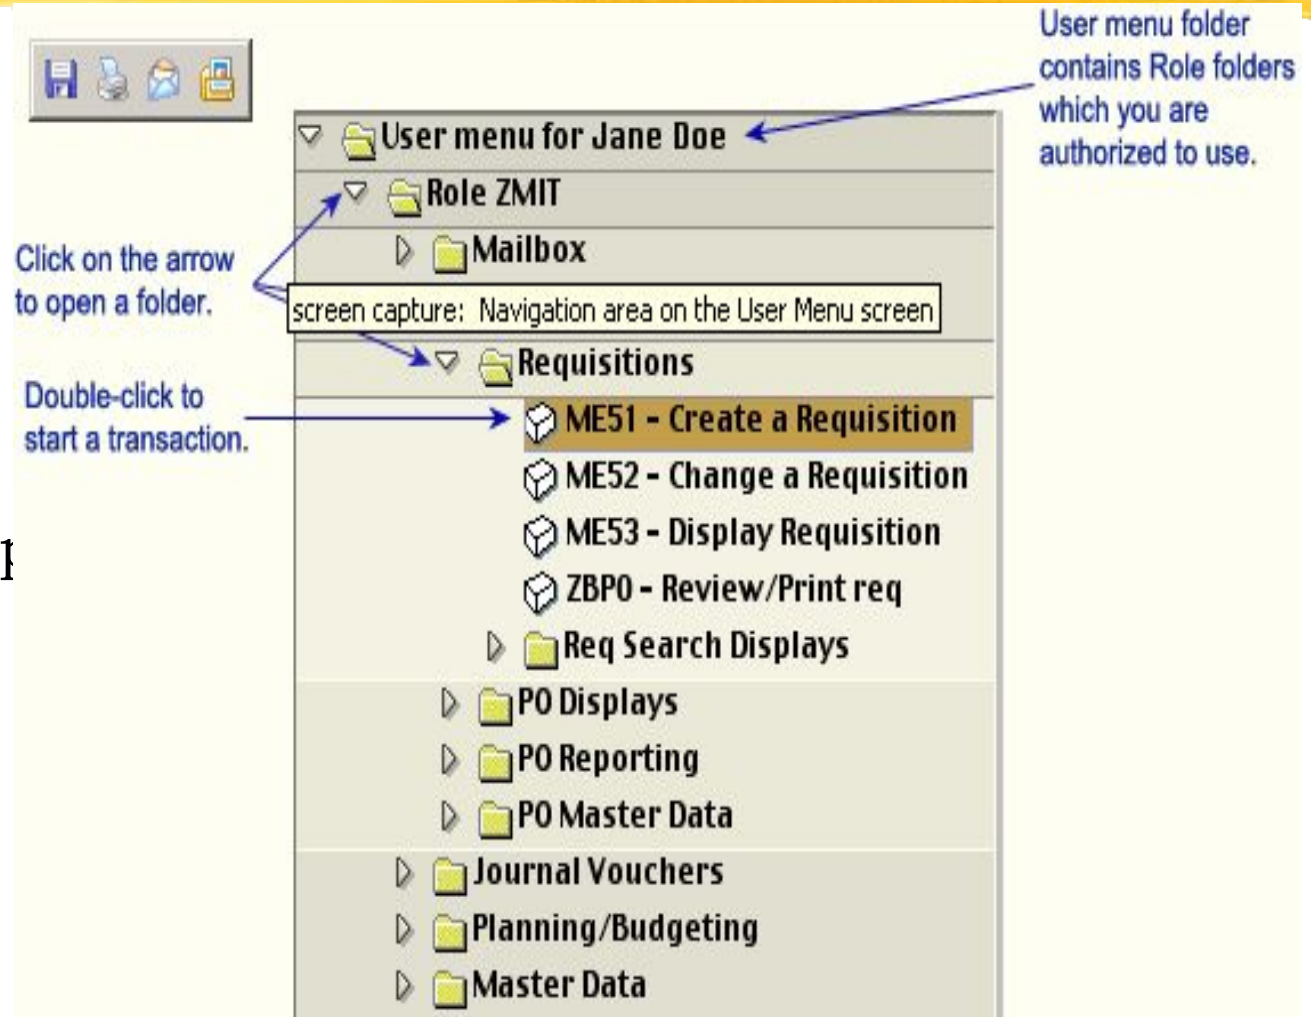 User menu folder
contains Role folders
which you are
authorized to use.
User menu for Jane Doe
Role ZMIT
Mailbox
Click on the arrow
to open a folder.
screen capture: Navigation area on the User Menu screen
Requisitions
Double-click to
start a transaction.
ME51 - Create a Requisition
ME52 - Change a Requisition
ME53 - Display Requisition
ZBP0 - Review/Print req
Req Search Displays
PO Displays
PO Reporting
PO Master Data
Journal Vouchers
Planning/Budgeting
Master Data